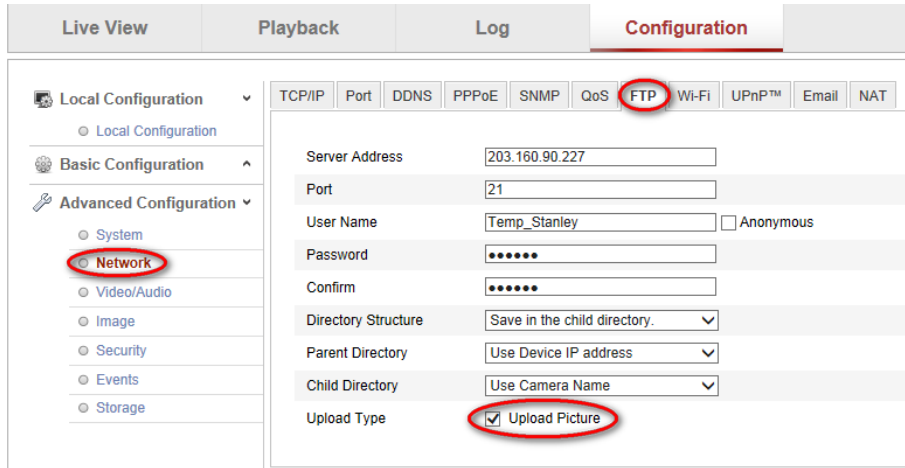 Live View Playback Log Configuration
Local Configuration
Local Configuration
Basic Configuration
Advanced Configuration
System
Network
Video/Audio
Image
Security
Events
Storage
TCP/IP Port DDNS PPPoE SNMP QoS FTP Wi-Fi UPnP™ Email NAT
Server Address 203.160.90.227
Port 21
User Name Temp_Stanley Anonymous
Password ••••••
Confirm ••••••
Directory Structure Save in the child directory.
Parent Directory Use Device IP address
Child Directory Use Camera Name
Upload Type Upload Picture